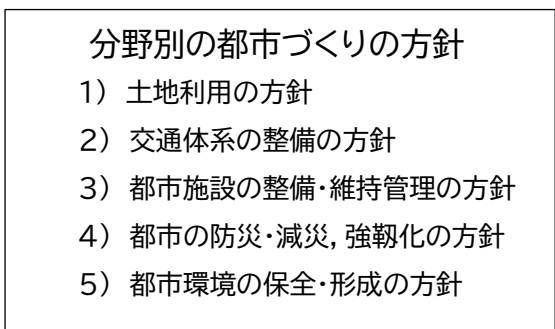 分野別の都市づくりの方針
1） 土地利用の方針
2） 交通体系の整備の方針
3） 都市施設の整備・維持管理の方針
4） 都市の防災・減災，強靱化の方針
5） 都市環境の保全・形成の方針